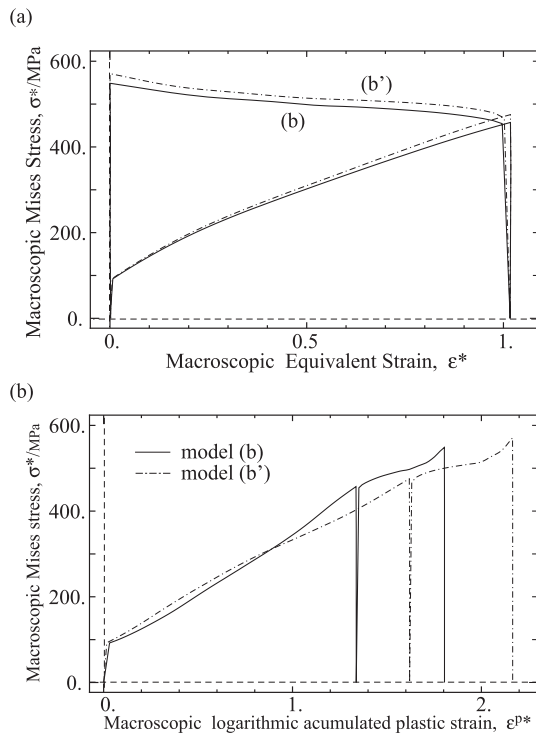 (a)
Macroscopic Mises Stress, σ*/MPa
600.
400.
200.
0.
(b')
(b)
0.
0.5
1.
Macroscopic Equivalent Strain, ε*
(b)
Macroscopic Mises stress, σ*/MPa
600.
400.
200.
0.
model (b)
model (b')
0.
1.
2.
Macroscopic logarithmic acumulated plastic strain, εᵖ*